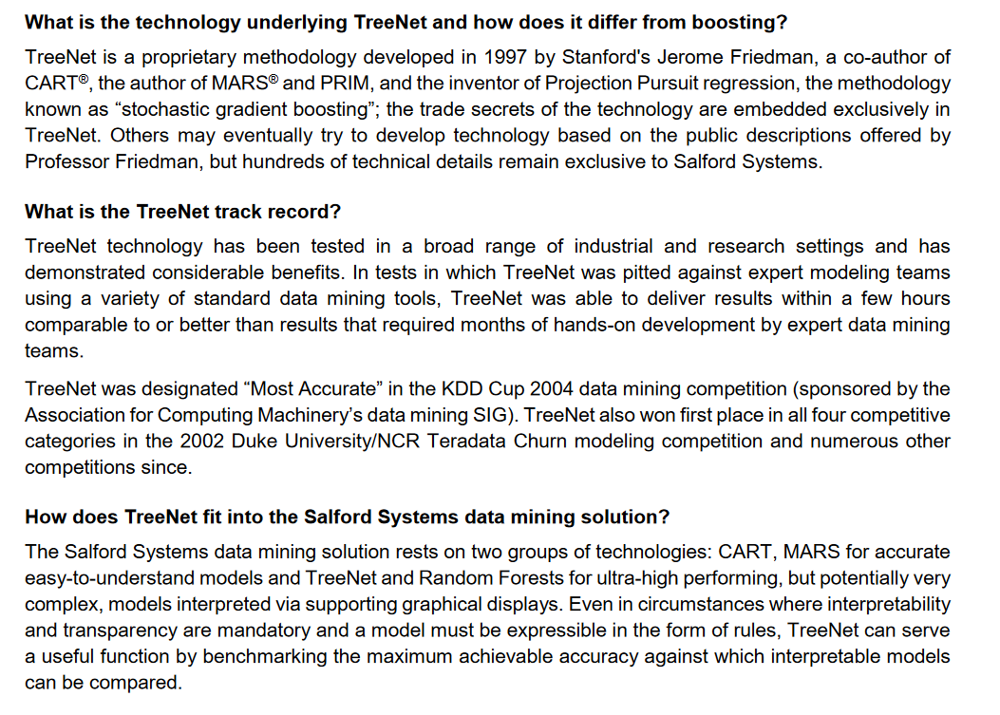 What is the technology underlying TreeNet and how does it differ from boosting?
TreeNet is a proprietary methodology developed in 1997 by Stanford's Jerome Friedman, a co-author of
CART®, the author of MARS® and PRIM, and the inventor of Projection Pursuit regression, the methodology
known as “stochastic gradient boosting”; the trade secrets of the technology are embedded exclusively in
TreeNet. Others may eventually try to develop technology based on the public descriptions offered by
Professor Friedman, but hundreds of technical details remain exclusive to Salford Systems.
What is the TreeNet track record?
TreeNet technology has been tested in a broad range of industrial and research settings and has
demonstrated considerable benefits. In tests in which TreeNet was pitted against expert modeling teams
using a variety of standard data mining tools, TreeNet was able to deliver results within a few hours
comparable to or better than results that required months of hands-on development by expert data mining
teams.
TreeNet was designated “Most Accurate” in the KDD Cup 2004 data mining competition (sponsored by the
Association for Computing Machinery’s data mining SIG). TreeNet also won first place in all four competitive
categories in the 2002 Duke University/NCR Teradata Churn modeling competition and numerous other
competitions since.
How does TreeNet fit into the Salford Systems data mining solution?
The Salford Systems data mining solution rests on two groups of technologies: CART, MARS for accurate
easy-to-understand models and TreeNet and Random Forests for ultra-high performing, but potentially very
complex, models interpreted via supporting graphical displays. Even in circumstances where interpretability
and transparency are mandatory and a model must be expressible in the form of rules, TreeNet can serve
a useful function by benchmarking the maximum achievable accuracy against which interpretable models
can be compared.